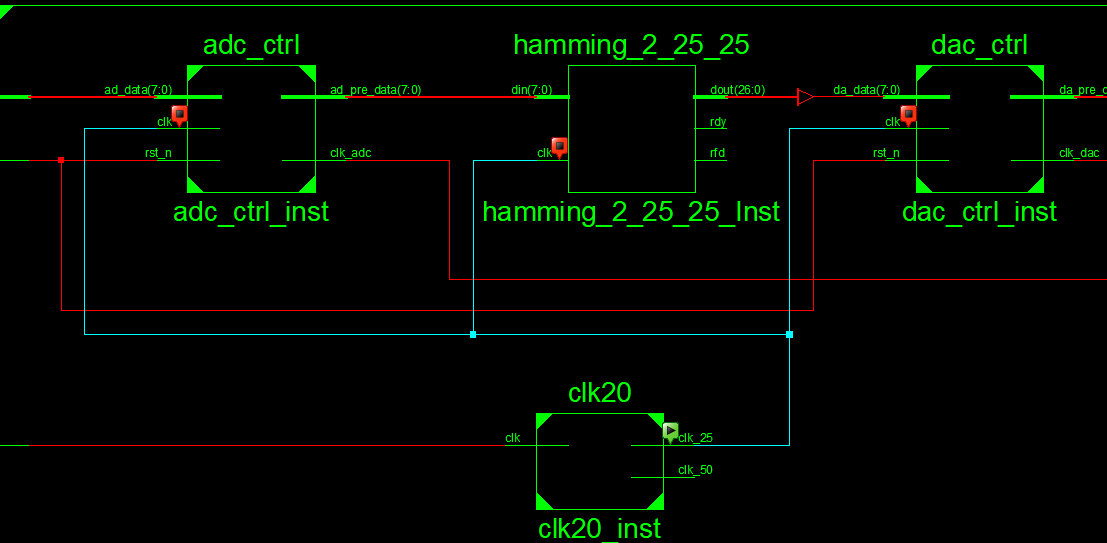 adc_ctrl
hamming_2_25_25
dac_ctrl
ad_data(7:0)
ad_pre_data(7:0)
din(7:0)
dout(26:0)
da_data(7:0)
da_pre_c
clk
rdy
clk
rst_n
clk_adc
clk
rfd
rst_n
clk_dac
adc_ctrl_inst
hamming_2_25_25_Inst
dac_ctrl_inst
clk20
clk
clk_25
clk_50
clk20_inst